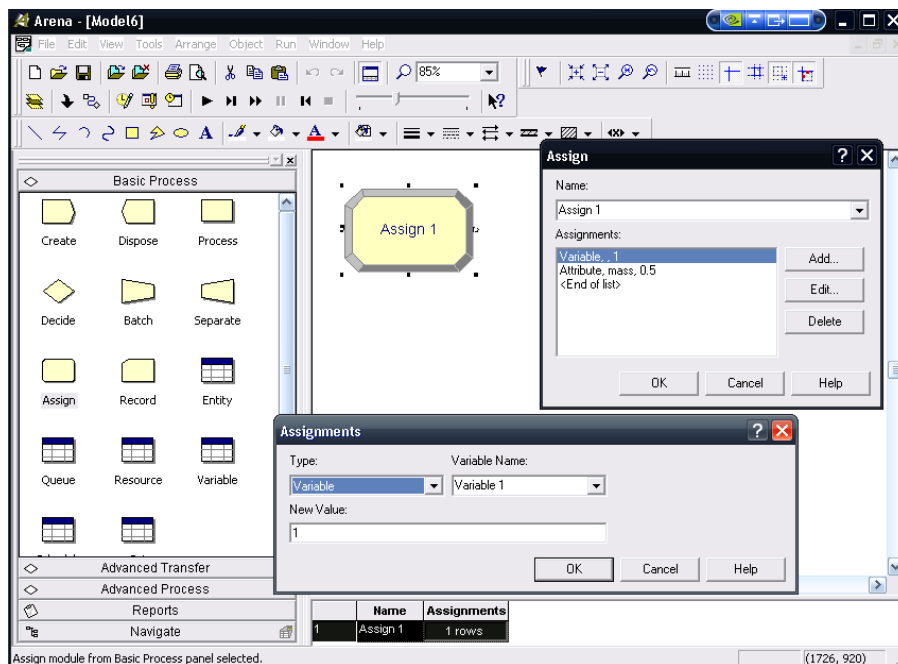 Arena - [Model6]
File Edit View Tools Arrange Object Run Window Help
85%
Basic Process
Create Dispose Process
Decide Batch Separate
Assign Record Entity
Queue Resource Variable
Advanced Transfer
Advanced Process
Reports
Navigate
Assign 1
Assign
Name:
Assign 1
Assignments:
Variable, , 1
Attribute, mass, 0.5
<End of list>
Add...
Edit...
Delete
OK Cancel Help
Assignments
Type: Variable Name:
Variable Variable 1
New Value:
1
OK Cancel Help
Name Assignments
1 Assign 1 1 rows
Assign module from Basic Process panel selected. (1726, 920)